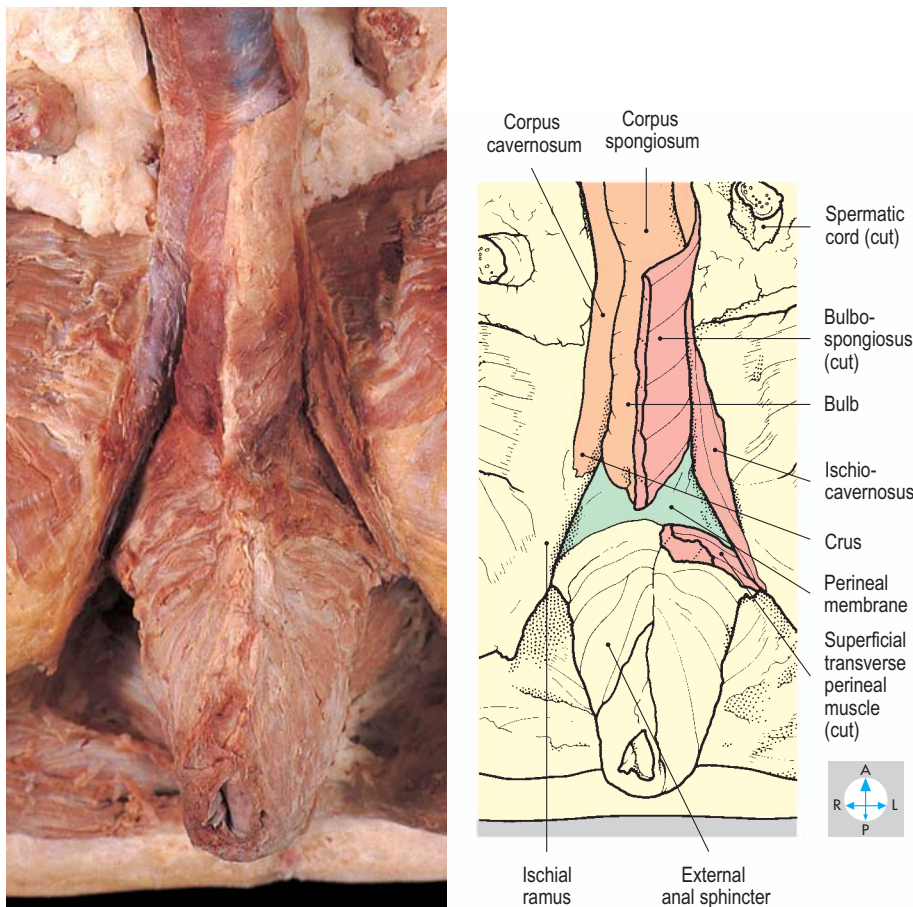 Corpus
cavernosum
Corpus
spongiosum
Spermatic
cord (cut)
Bulbo-
spongiosus
(cut)
Bulb
Ischio-
cavernosus
Crus
Perineal
membrane
Superficial
transverse
perineal
muscle
(cut)
A
R L
P
Ischial
ramus
External
anal sphincter